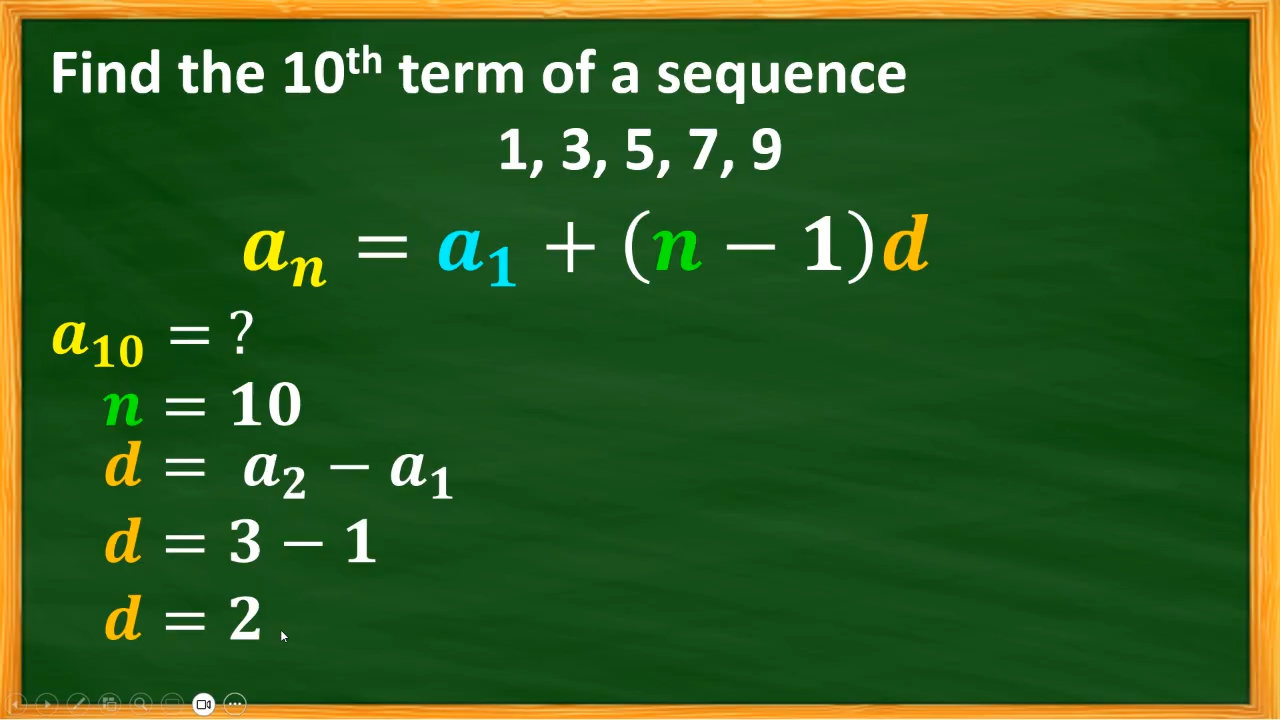 Find the 10ᵗʰ term of a sequence
1, 3, 5, 7, 9
aₙ = a₁ + (n − 1)d
a₁₀ = ?
n = 10
d = a₂ − a₁
d = 3 − 1
d = 2